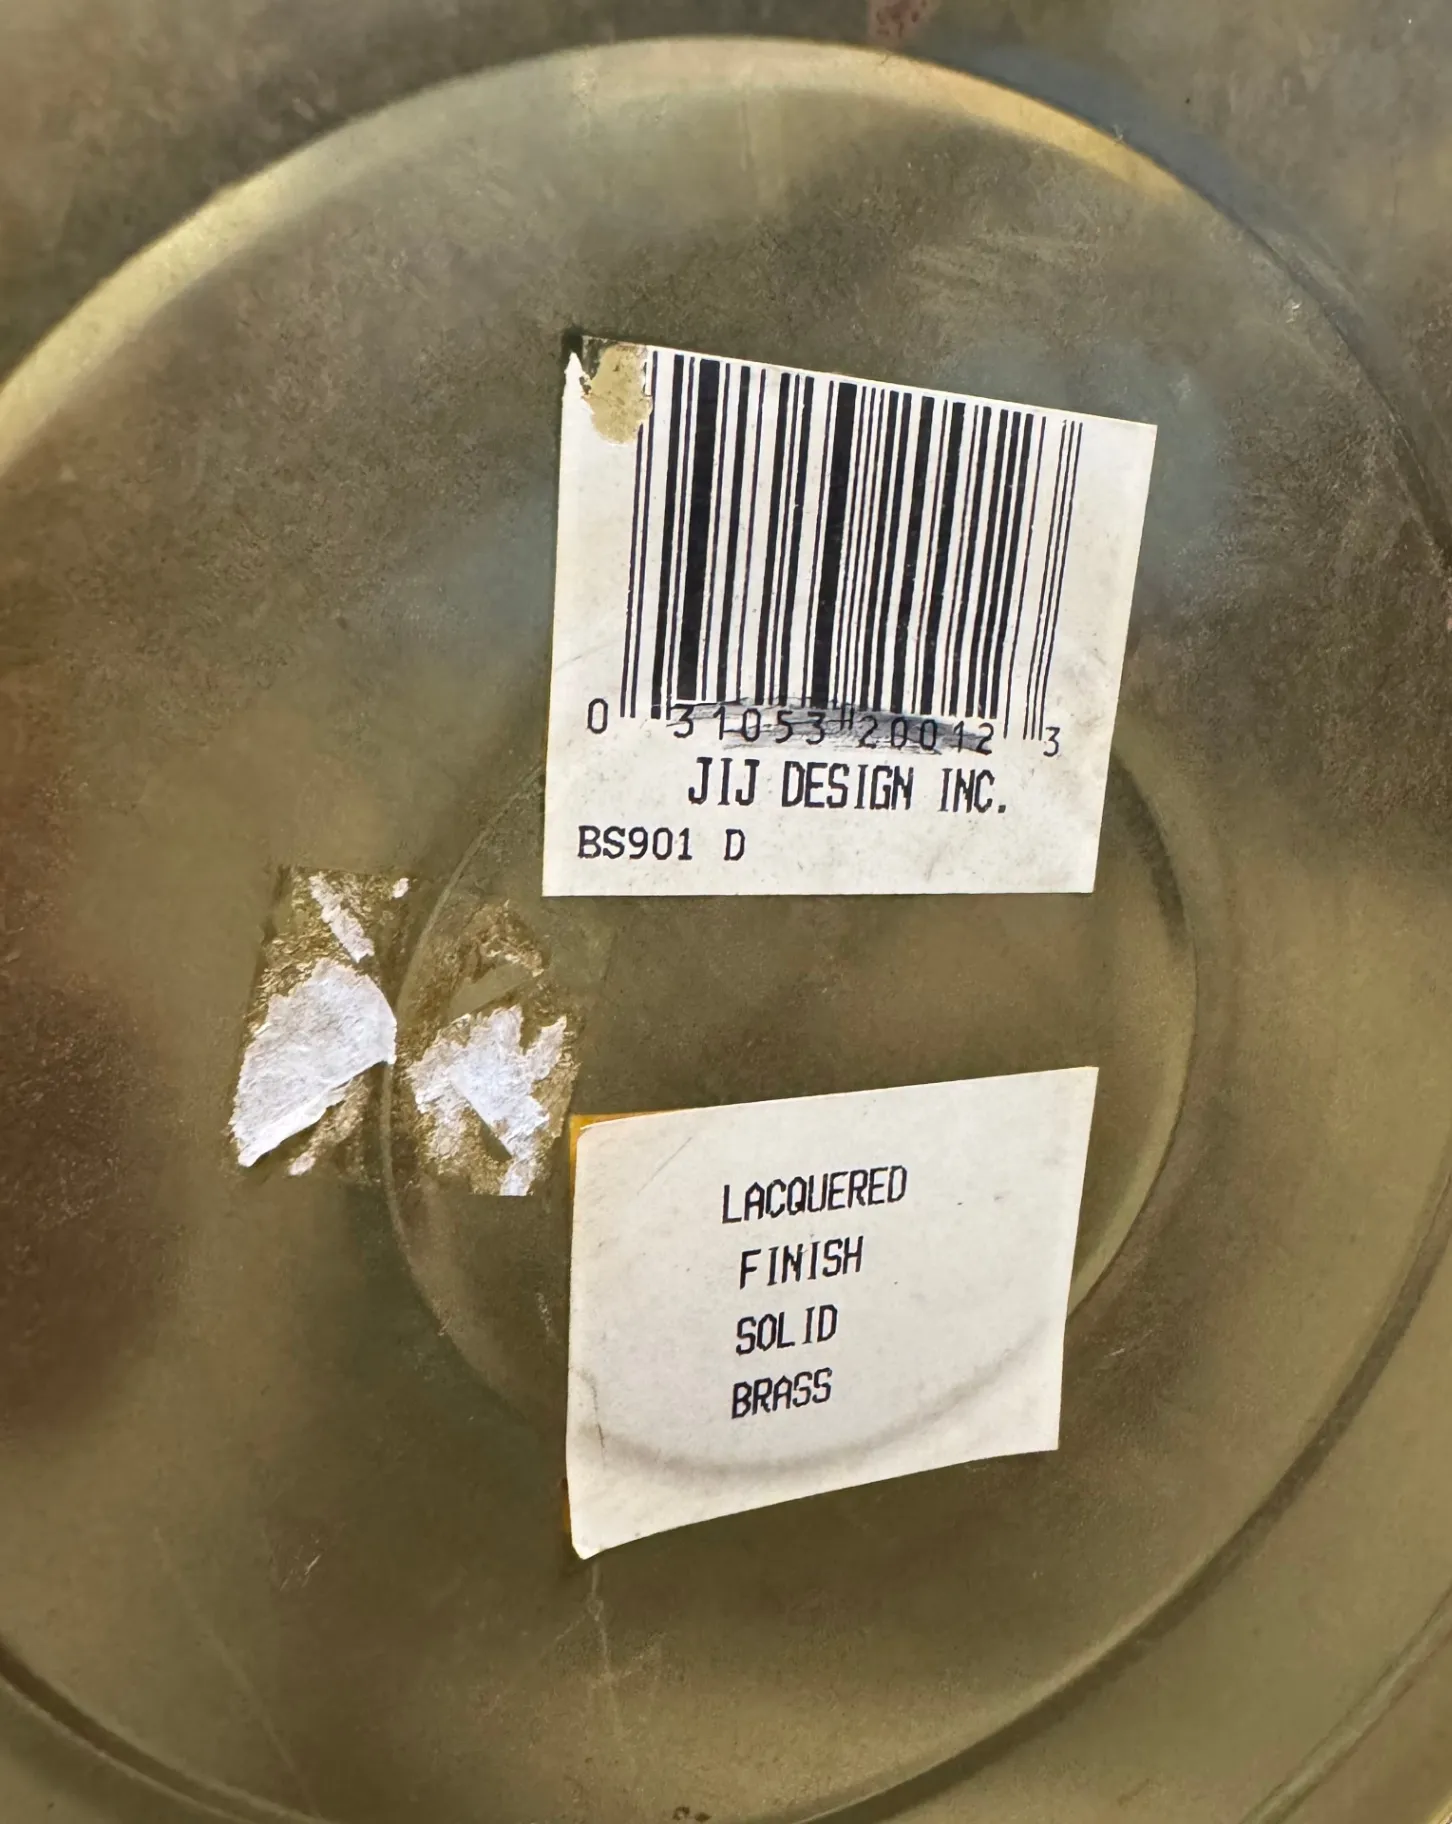 0 31053 20012 3
JIJ DESIGN INC.
BS901 D
LACQUERED
FINISH
SOLID
BRASS